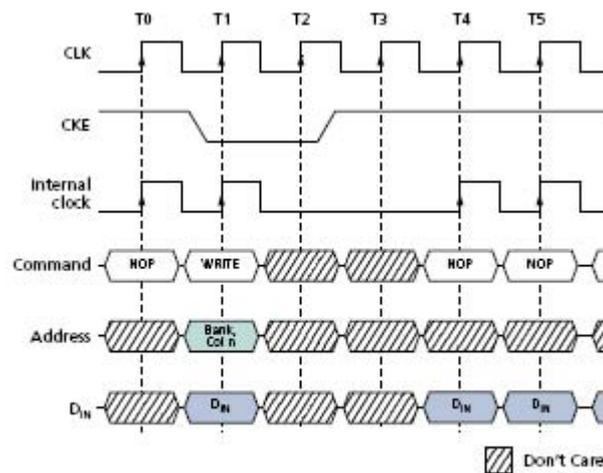 T0 T1 T2 T3 T4 T5
CLK
CKE
Internal
clock
Command NOP WRITE NOP NOP
Address Bank,
Col n
DIN DIN DIN DIN
Don't Care